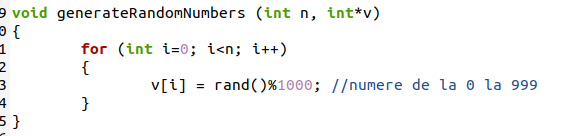 9 void generateRandomNumbers (int n, int*v)
0 {
1 for (int i=0; i<n; i++)
2 {
3 v[i] = rand()%1000; //numere de la 0 la 999
4 }
5 }